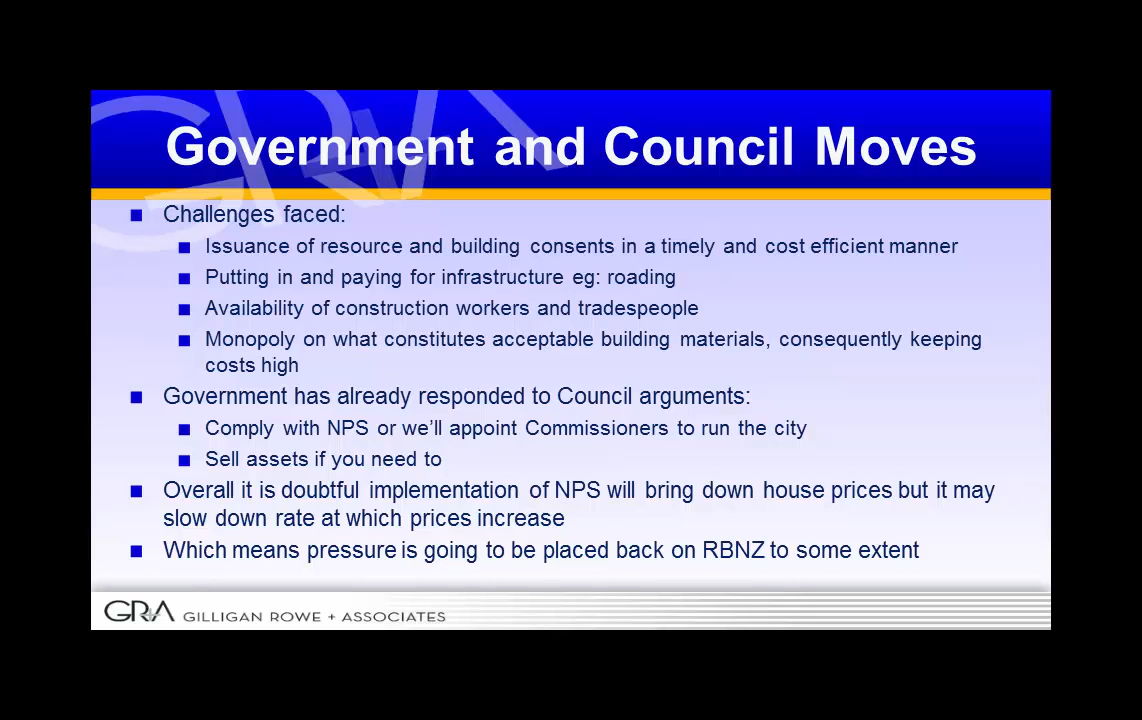 Government and Council Moves
Challenges faced:
Issuance of resource and building consents in a timely and cost efficient manner
Putting in and paying for infrastructure eg: roading
Availability of construction workers and tradespeople
Monopoly on what constitutes acceptable building materials, consequently keeping
costs high
Government has already responded to Council arguments:
Comply with NPS or we'll appoint Commissioners to run the city
Sell assets if you need to
Overall it is doubtful implementation of NPS will bring down house prices but it may
slow down rate at which prices increase
Which means pressure is going to be placed back on RBNZ to some extent
GRA GILLIGAN ROWE + ASSOCIATES